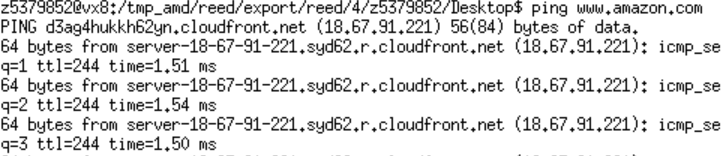 z5379852@vx8:/tmp_amd/reed/export/reed/4/z5379852/Desktop$ ping www.amazon.com
PING d3ag4hukkh62yn.cloudfront.net (18.67.91.221) 56(84) bytes of data.
64 bytes from server-18-67-91-221.syd62.r.cloudfront.net (18.67.91.221): icmp_se
q=1 ttl=244 time=1.51 ms
64 bytes from server-18-67-91-221.syd62.r.cloudfront.net (18.67.91.221): icmp_se
q=2 ttl=244 time=1.54 ms
64 bytes from server-18-67-91-221.syd62.r.cloudfront.net (18.67.91.221): icmp_se
q=3 ttl=244 time=1.50 ms